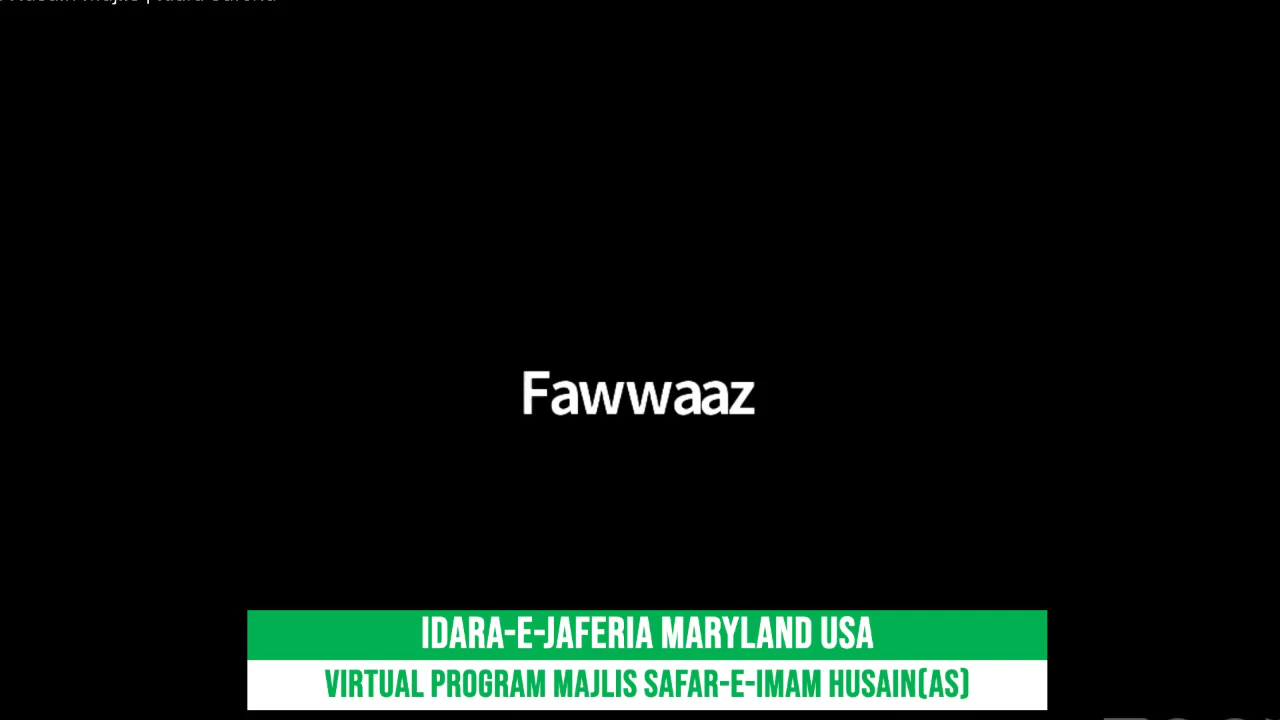 Fawwaaz
IDARA-E-JAFERIA MARYLAND USA
VIRTUAL PROGRAM MAJLIS SAFAR-E-IMAM HUSAIN(AS)